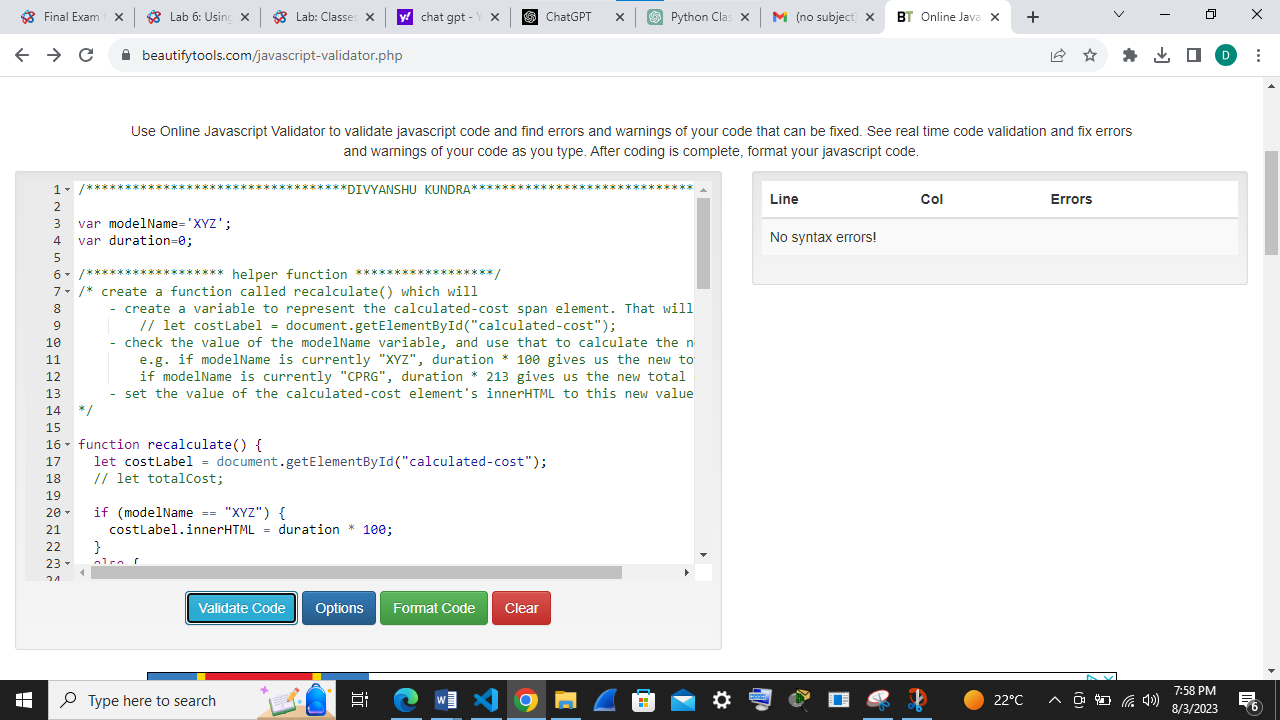 Final Exam
Lab 6: Using
Lab: Classes
chat gpt - Y
ChatGPT
Python Clas
(no subject)
BT Online Java
beautifytools.com/javascript-validator.php
D
Use Online Javascript Validator to validate javascript code and find errors and warnings of your code that can be fixed. See real time code validation and fix errors
and warnings of your code as you type. After coding is complete, format your javascript code.
1 /**********************************DIVYANSHU KUNDRA*****************************
2
3 var modelName='XYZ';
4 var duration=0;
5
6 /****************** helper function ******************/
7 /* create a function called recalculate() which will
8 - create a variable to represent the calculated-cost span element. That will
9 // let costLabel = document.getElementById("calculated-cost");
10 - check the value of the modelName variable, and use that to calculate the n
11 e.g. if modelName is currently "XYZ", duration * 100 gives us the new to
12 if modelName is currently "CPRG", duration * 213 gives us the new total
13 - set the value of the calculated-cost element's innerHTML to this new value
14 */
15
16 function recalculate() {
17 let costLabel = document.getElementById("calculated-cost");
18 // let totalCost;
19
20 if (modelName == "XYZ") {
21 costLabel.innerHTML = duration * 100;
22 }
23 else {
24
Line Col Errors
No syntax errors!
Validate Code Options Format Code Clear
Type here to search
22°C
7:58 PM
8/3/2023
6